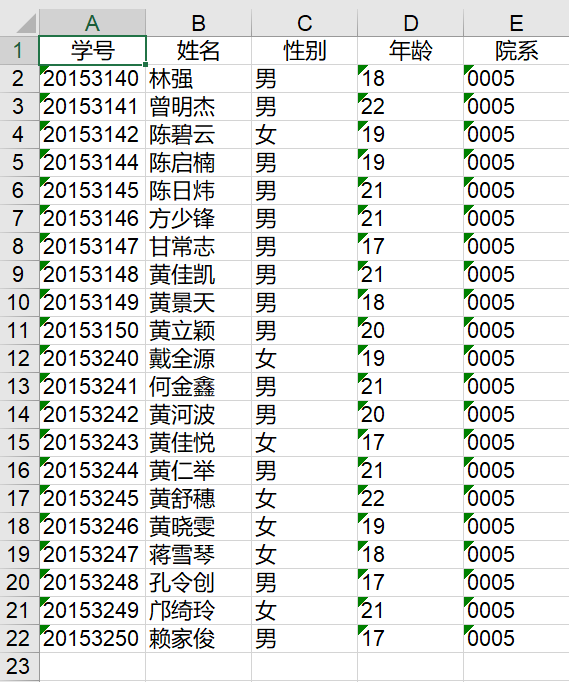 A B C D E
1 学号 姓名 性别 年龄 院系
2 20153140 林强 男 18 0005
3 20153141 曾明杰 男 22 0005
4 20153142 陈碧云 女 19 0005
5 20153144 陈启楠 男 19 0005
6 20153145 陈日炜 男 21 0005
7 20153146 方少锋 男 21 0005
8 20153147 甘常志 男 17 0005
9 20153148 黄佳凯 男 21 0005
10 20153149 黄景天 男 18 0005
11 20153150 黄立颖 男 20 0005
12 20153240 戴全源 女 19 0005
13 20153241 何金鑫 男 21 0005
14 20153242 黄河波 男 20 0005
15 20153243 黄佳悦 女 17 0005
16 20153244 黄仁举 男 21 0005
17 20153245 黄舒穗 女 22 0005
18 20153246 黄晓雯 女 19 0005
19 20153247 蒋雪琴 女 18 0005
20 20153248 孔令创 男 17 0005
21 20153249 邝绮玲 女 21 0005
22 20153250 赖家俊 男 17 0005
23